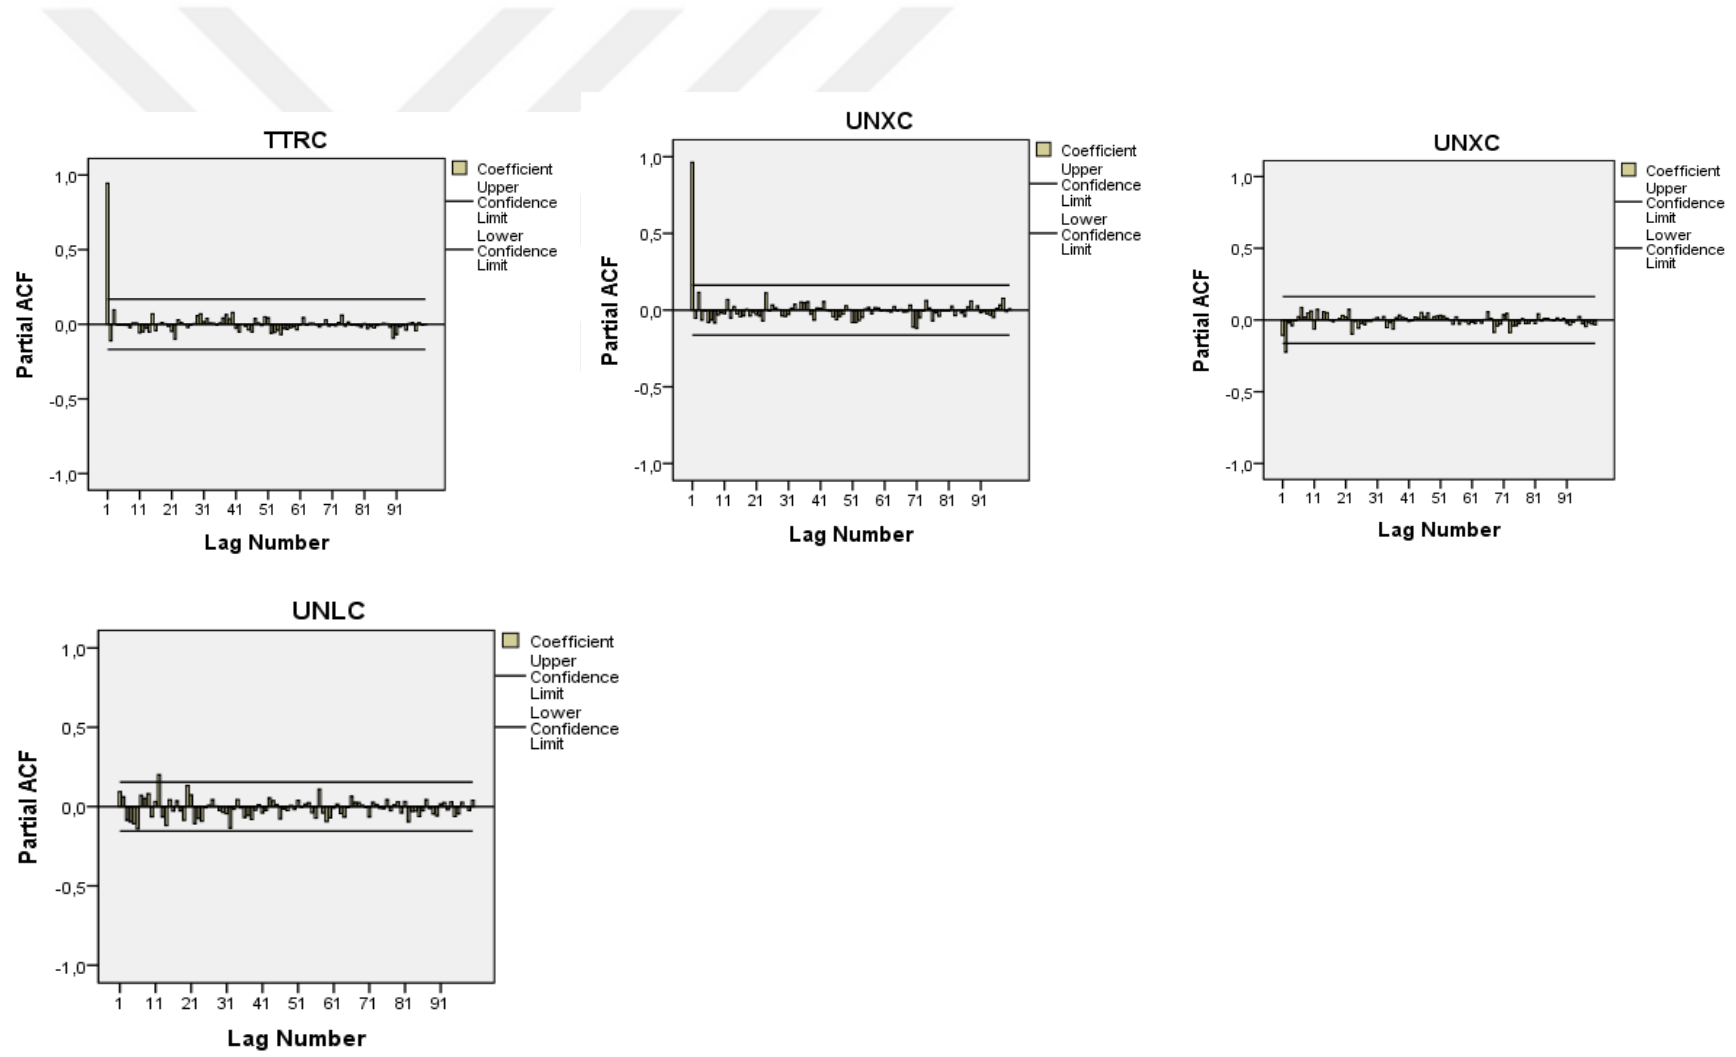 TTRC
Coefficient
Upper
Confidence
Limit
Lower
Confidence
Limit
Partial ACF
1,0
0,5
0,0
-0,5
-1,0
1 11 21 31 41 51 61 71 81 91
Lag Number
UNXC
Coefficient
Upper
Confidence
Limit
Lower
Confidence
Limit
Partial ACF
1,0
0,5
0,0
-0,5
-1,0
1 11 21 31 41 51 61 71 81 91
Lag Number
UNXC
Coefficient
Upper
Confidence
Limit
Lower
Confidence
Limit
Partial ACF
1,0
0,5
0,0
-0,5
-1,0
1 11 21 31 41 51 61 71 81 91
Lag Number
UNLC
Coefficient
Upper
Confidence
Limit
Lower
Confidence
Limit
Partial ACF
1,0
0,5
0,0
-0,5
-1,0
1 11 21 31 41 51 61 71 81 91
Lag Number